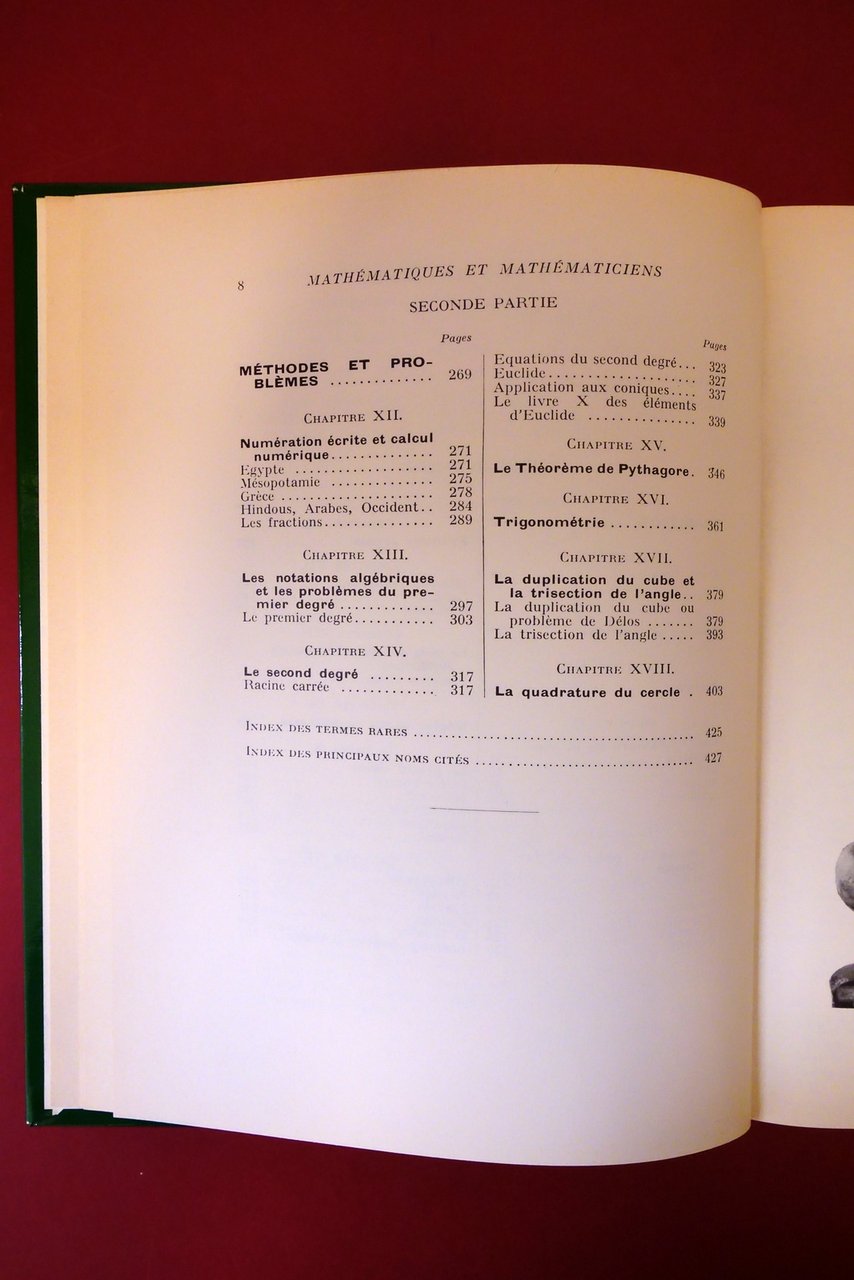 8
MATHÉMATIQUES ET MATHÉMATICIENS
SECONDE PARTIE
Pages
MÉTHODES ET PRO-
BLÈMES ............. 269
CHAPITRE XII.
Numération écrite et calcul
numérique.............. 271
Egypte .................. 271
Mésopotamie ............. 275
Grèce .................... 278
Hindous, Arabes, Occident.. 284
Les fractions.............. 289
CHAPITRE XIII.
Les notations algébriques
et les problèmes du pre-
mier degré ............. 297
Le premier degré........... 303
CHAPITRE XIV.
Le second degré ......... 317
Racine carrée ............. 317
Pages
Equations du second degré... 323
Euclide.................... 327
Application aux coniques.... 337
Le livre X des éléments
d'Euclide ............... 339
CHAPITRE XV.
Le Théorème de Pythagore. 346
CHAPITRE XVI.
Trigonométrie ............ 361
CHAPITRE XVII.
La duplication du cube et
la trisection de l'angle.. 379
La duplication du cube ou
problème de Délos ....... 379
La trisection de l'angle ..... 393
CHAPITRE XVIII.
La quadrature du cercle . 403
INDEX DES TERMES RARES ............................................. 425
INDEX DES PRINCIPAUX NOMS CITÉS ................................... 427